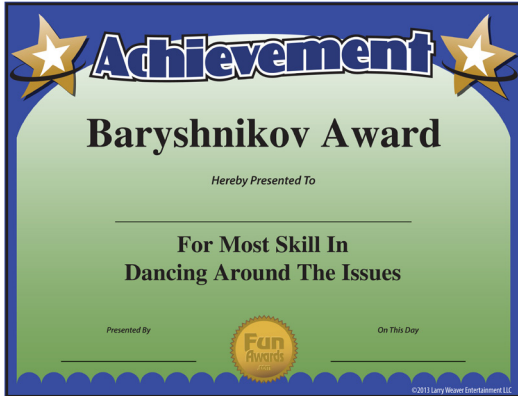 Achievement
Baryshnikov Award
Hereby Presented To
For Most Skill In
Dancing Around The Issues
Presented By
On This Day
Fun
Awards
©2013 Larry Weaver Entertainment LLC